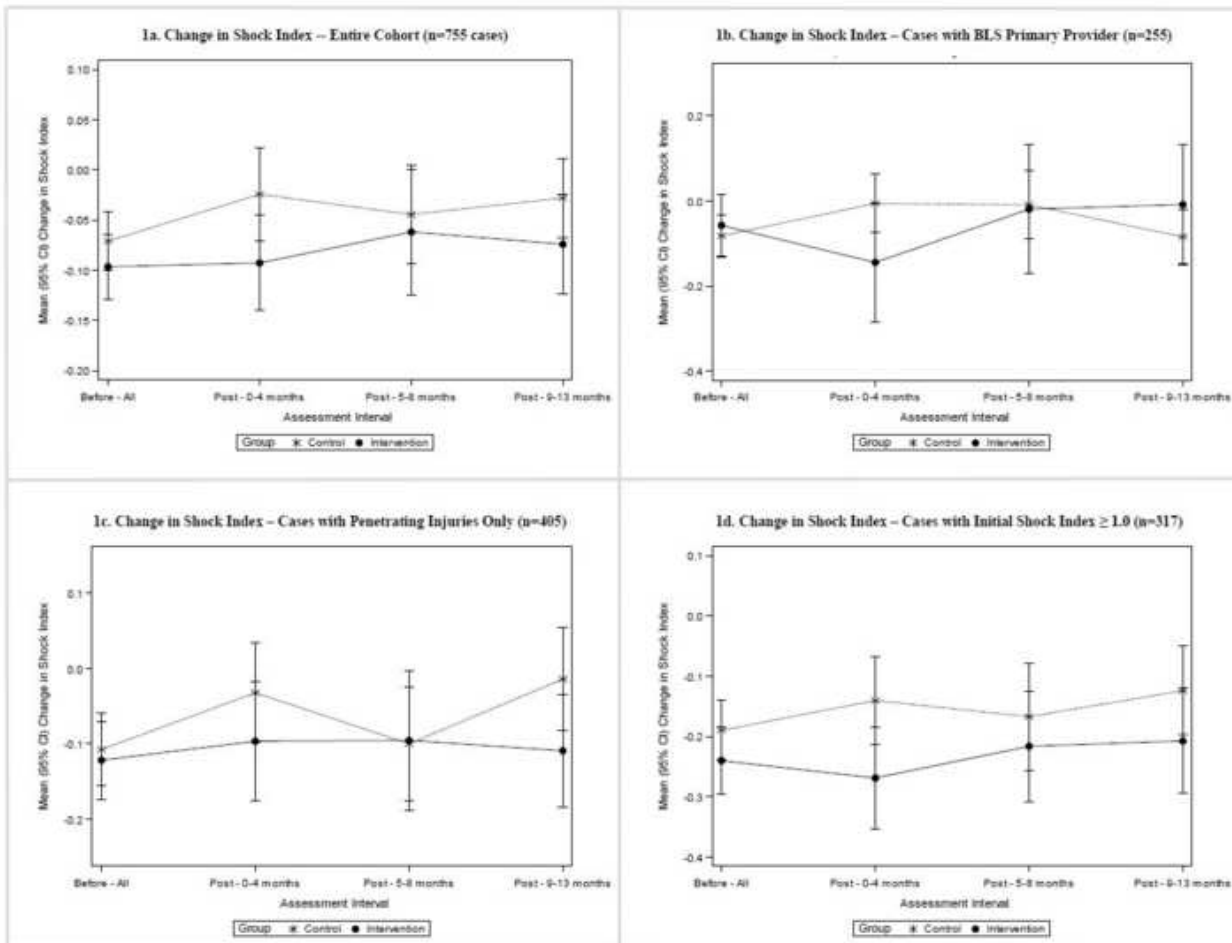 1a. Change in Shock Index -- Entire Cohort (n=755 cases)
Mean (95% CI) Change in Shock Index
0.10
0.05
0.00
-0.05
-0.10
-0.15
-0.20
Before - All
Post - 0-4 months
Post - 5-8 months
Post - 9-13 months
Assessment Interval
Group Control Intervention
1b. Change in Shock Index – Cases with BLS Primary Provider (n=255)
Mean (95% CI) Change in Shock Index
0.2
0.0
-0.2
-0.4
Before - All
Post - 0-4 months
Post - 5-8 months
Post - 9-13 months
Assessment Interval
Group Control Intervention
1c. Change in Shock Index – Cases with Penetrating Injuries Only (n=405)
Mean (95% CI) Change in Shock Index
0.1
0.0
-0.1
-0.2
Before - All
Post - 0-4 months
Post - 5-8 months
Post - 9-13 months
Assessment Interval
Group Control Intervention
1d. Change in Shock Index – Cases with Initial Shock Index ≥ 1.0 (n=317)
Mean (95% CI) Change in Shock Index
0.1
0.0
-0.1
-0.2
-0.3
-0.4
Before - All
Post - 0-4 months
Post - 5-8 months
Post - 9-13 months
Assessment Interval
Group Control Intervention